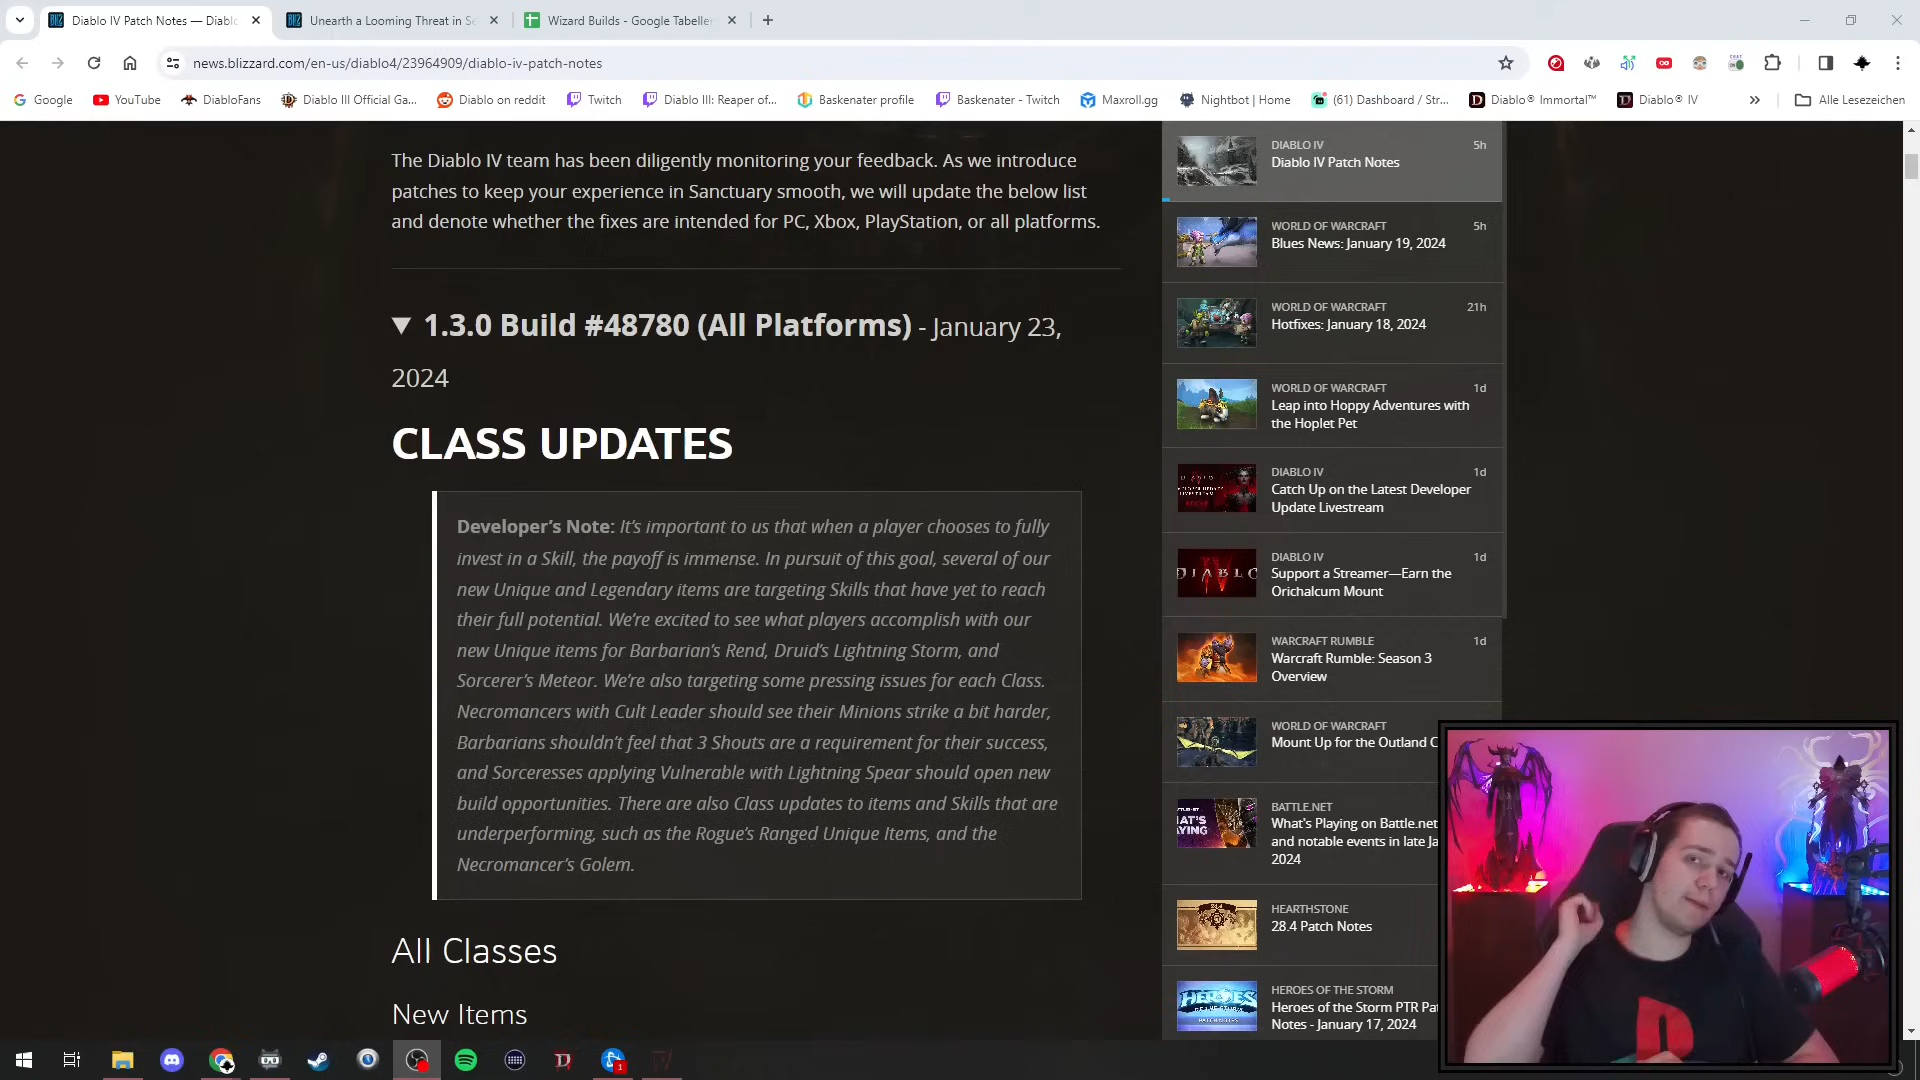 Diablo IV Patch Notes — Diablo
Unearth a Looming Threat in Se
Wizard Builds - Google Tabellen
news.blizzard.com/en-us/diablo4/23964909/diablo-iv-patch-notes
Google
YouTube
DiabloFans
Diablo III Official Ga...
Diablo on reddit
Twitch
Diablo III: Reaper of...
Baskenater profile
Baskenater - Twitch
Maxroll.gg
Nightbot | Home
(61) Dashboard / Str...
Diablo® Immortal™
Diablo® IV
Alle Lesezeichen
The Diablo IV team has been diligently monitoring your feedback. As we introduce
patches to keep your experience in Sanctuary smooth, we will update the below list
and denote whether the fixes are intended for PC, Xbox, PlayStation, or all platforms.
▼ 1.3.0 Build #48780 (All Platforms) - January 23,
2024
CLASS UPDATES
Developer's Note: It's important to us that when a player chooses to fully
invest in a Skill, the payoff is immense. In pursuit of this goal, several of our
new Unique and Legendary items are targeting Skills that have yet to reach
their full potential. We're excited to see what players accomplish with our
new Unique items for Barbarian's Rend, Druid's Lightning Storm, and
Sorcerer's Meteor. We're also targeting some pressing issues for each Class.
Necromancers with Cult Leader should see their Minions strike a bit harder,
Barbarians shouldn't feel that 3 Shouts are a requirement for their success,
and Sorceresses applying Vulnerable with Lightning Spear should open new
build opportunities. There are also Class updates to items and Skills that are
underperforming, such as the Rogue's Ranged Unique Items, and the
Necromancer's Golem.
All Classes
New Items
DIABLO IV 5h
Diablo IV Patch Notes
WORLD OF WARCRAFT 5h
Blues News: January 19, 2024
WORLD OF WARCRAFT 21h
Hotfixes: January 18, 2024
WORLD OF WARCRAFT 1d
Leap into Hoppy Adventures with
the Hoplet Pet
DIABLO IV 1d
Catch Up on the Latest Developer
Update Livestream
DIABLO IV 1d
Support a Streamer—Earn the
Orichalcum Mount
DIABLO
WARCRAFT RUMBLE 1d
Warcraft Rumble: Season 3
Overview
WORLD OF WARCRAFT
Mount Up for the Outland C
BATTLE.NET
What's Playing on Battle.net
and notable events in late Ja
2024
HEARTHSTONE
28.4 Patch Notes
HEROES OF THE STORM
Heroes of the Storm PTR Pat
Notes - January 17, 2024
HEROES